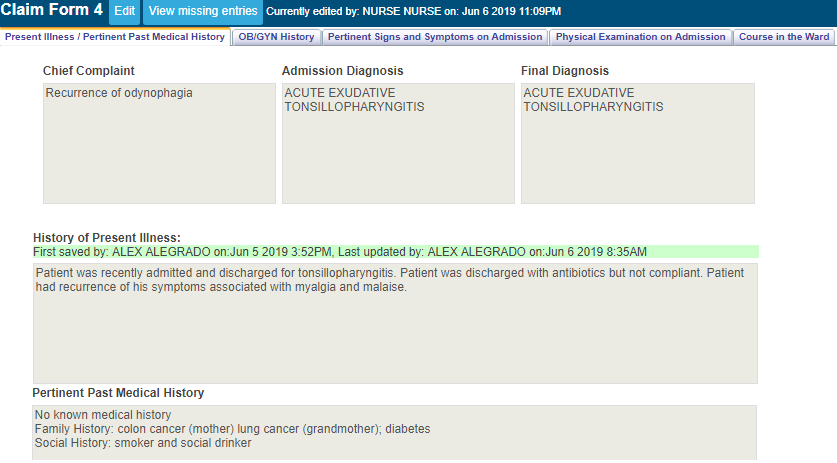 Claim Form 4 Edit View missing entries Currently edited by: NURSE NURSE on: Jun 6 2019 11:09PM
Present Illness / Pertinent Past Medical History OB/GYN History Pertinent Signs and Symptoms on Admission Physical Examination on Admission Course in the Ward
Chief Complaint Admission Diagnosis Final Diagnosis
Recurrence of odynophagia
ACUTE EXUDATIVE
TONSILLOPHARYNGITIS
ACUTE EXUDATIVE
TONSILLOPHARYNGITIS
History of Present Illness:
First saved by: ALEX ALEGRADO on:Jun 5 2019 3:52PM, Last updated by: ALEX ALEGRADO on:Jun 6 2019 8:35AM
Patient was recently admitted and discharged for tonsillopharyngitis. Patient was discharged with antibiotics but not compliant. Patient
had recurrence of his symptoms associated with myalgia and malaise.
Pertinent Past Medical History
No known medical history
Family History: colon cancer (mother) lung cancer (grandmother); diabetes
Social History: smoker and social drinker